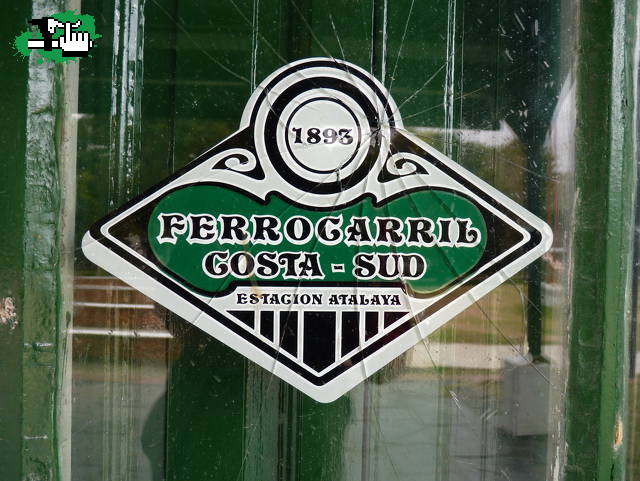 1893
FERROCARRIL
COSTA - SUD
ESTACION ATALAYA